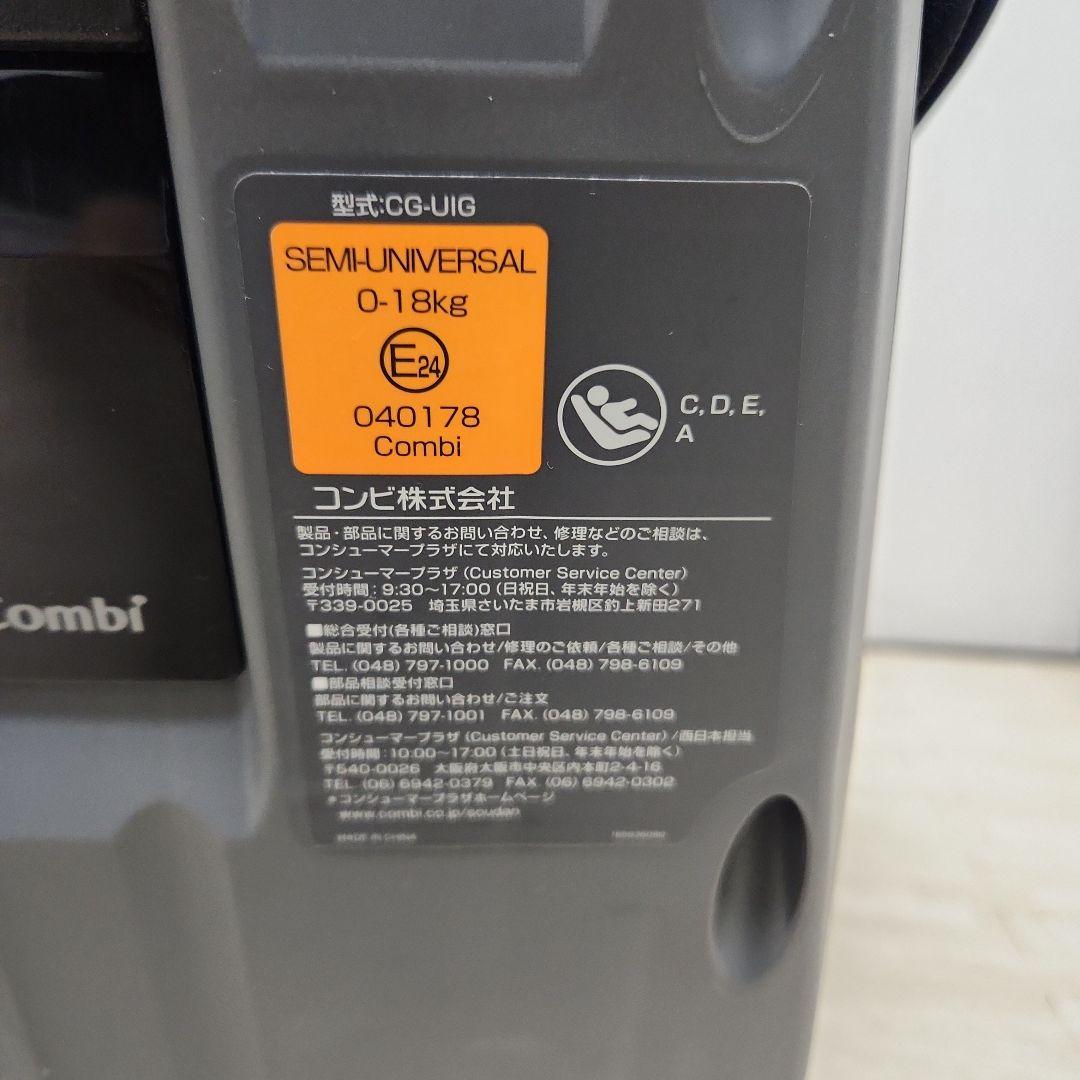 型式:CG-UIG
SEMI-UNIVERSAL
0-18kg
E24
040178
Combi
C, D, E,
A
コンビ株式会社
製品・部品に関するお問い合わせ、修理などのご相談は、
コンシューマープラザにて対応いたします。
コンシューマープラザ (Customer Service Center)
受付時間：9:30～17:00 (日祝日、年末年始を除く)
〒339-0025 埼玉県さいたま市岩槻区釣上新田271
■総合受付(各種ご相談)窓口
製品に関するお問い合わせ/修理のご依頼/各種ご相談/その他
TEL. (048) 797-1000 FAX. (048) 798-6109
■部品相談受付窓口
部品に関するお問い合わせ/ご注文
TEL. (048) 797-1001 FAX. (048) 798-6109
コンシューマープラザ (Customer Service Center) /西日本担当
受付時間：10:00～17:00 (土日祝日、年末年始を除く)
〒540-0026 大阪府大阪市中央区内本町2-4-16
TEL (06) 6942-0379 FAX (06) 6942-0302
*コンシューマープラザホームページ
www.combi.co.jp/soudan
MADE IN CHINA
Combi